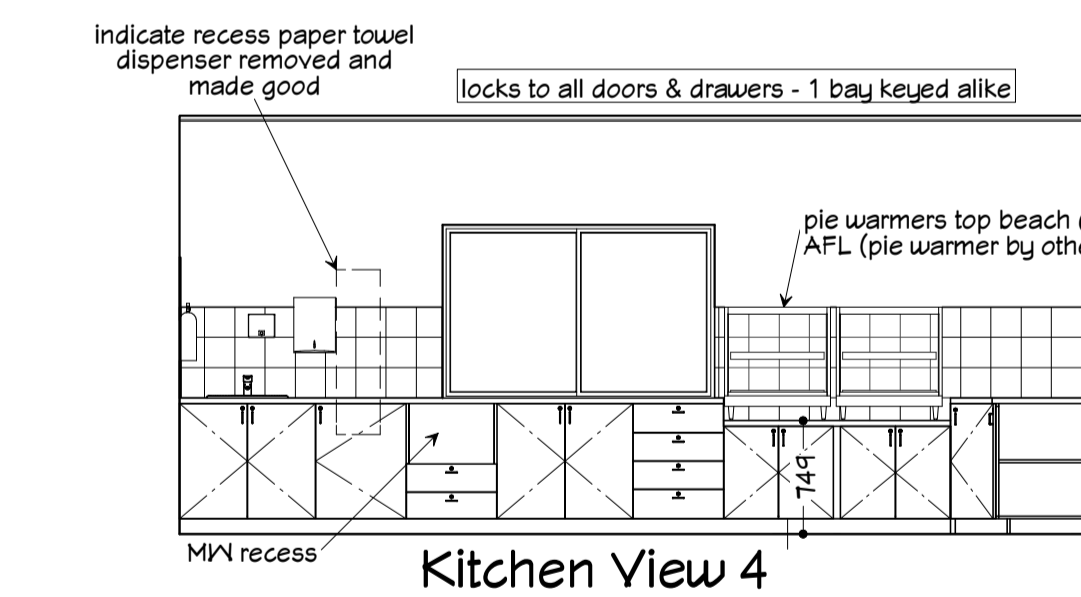 indicate recess paper towel
dispenser removed and
made good
locks to all doors & drawers - 1 bay keyed alike
pie warmers top beach
AFL (pie warmer by
749
MW recess
Kitchen View 4